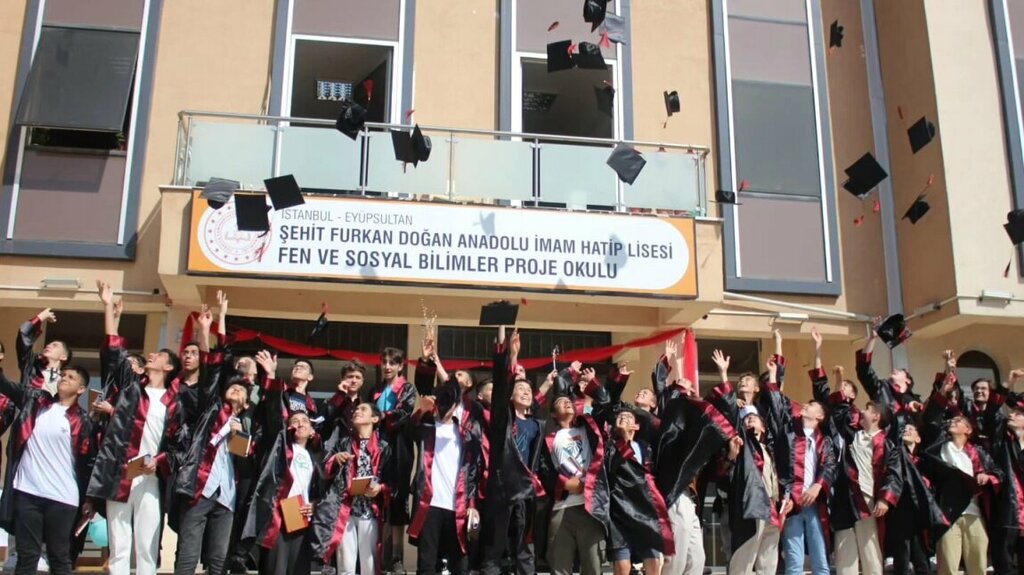 İSTANBUL - EYÜPSULTAN
ŞEHİT FURKAN DOĞAN ANADOLU İMAM HATİP LİSESİ
FEN VE SOSYAL BİLİMLER PROJE OKULU